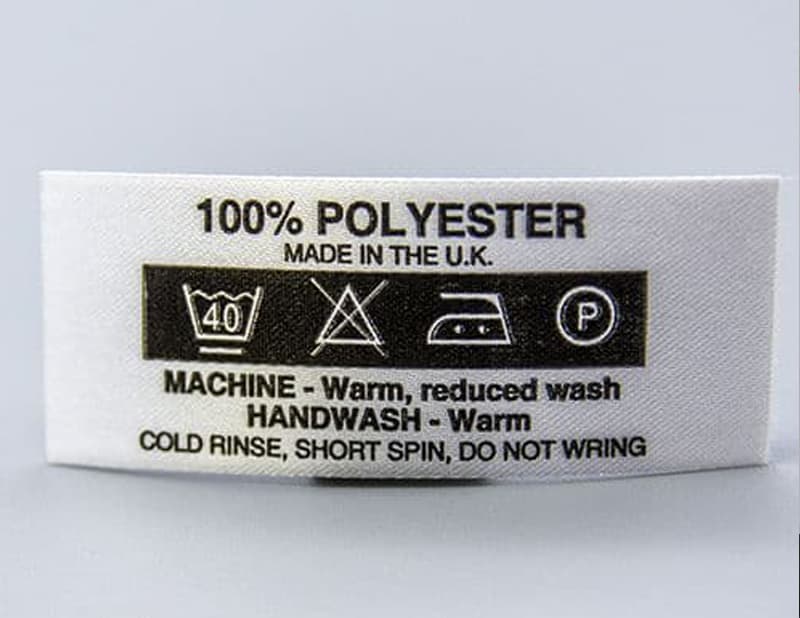 100% POLYESTER
MADE IN THE U.K.
40 P
MACHINE - Warm, reduced wash
HANDWASH - Warm
COLD RINSE, SHORT SPIN, DO NOT WRING